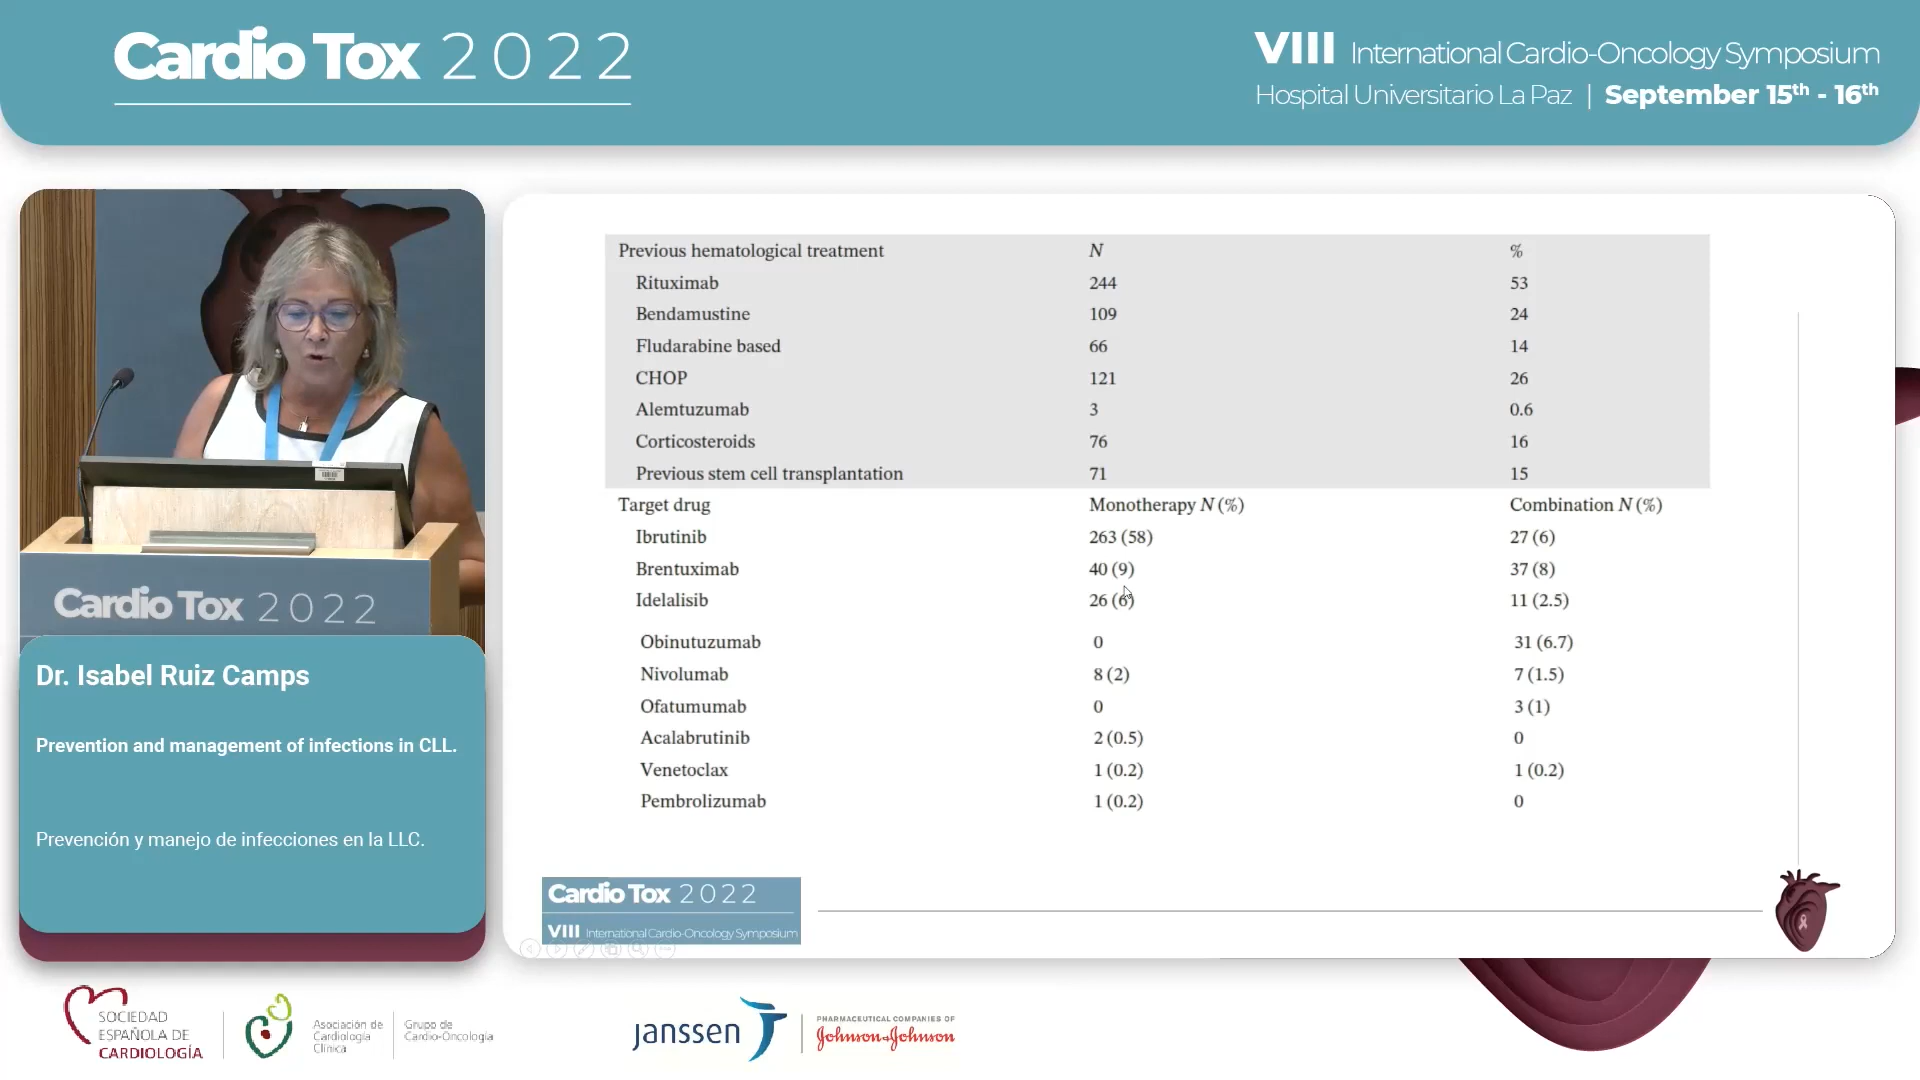 Cardio Tox 2022
VIII International Cardio-Oncology Symposium
Hospital Universitario La Paz | September 15th - 16th
Cardio Tox 2022
Dr. Isabel Ruiz Camps
Prevention and management of infections in CLL.
Prevención y manejo de infecciones en la LLC.
Previous hematological treatment N %
Rituximab 244 53
Bendamustine 109 24
Fludarabine based 66 14
CHOP 121 26
Alemtuzumab 3 0.6
Corticosteroids 76 16
Previous stem cell transplantation 71 15
Target drug Monotherapy N (%) Combination N (%)
Ibrutinib 263 (58) 27 (6)
Brentuximab 40 (9) 37 (8)
Idelalisib 26 (6) 11 (2.5)
Obinutuzumab 0 31 (6.7)
Nivolumab 8 (2) 7 (1.5)
Ofatumumab 0 3 (1)
Acalabrutinib 2 (0.5) 0
Venetoclax 1 (0.2) 1 (0.2)
Pembrolizumab 1 (0.2) 0
Cardio Tox 2022
VIII International Cardio-Oncology Symposium
SOCIEDAD
ESPAÑOLA DE
CARDIOLOGÍA
Asociación de
Cardiología
Clínica
Grupo de
Cardio-Oncología
janssen
PHARMACEUTICAL COMPANIES OF
Johnson & Johnson